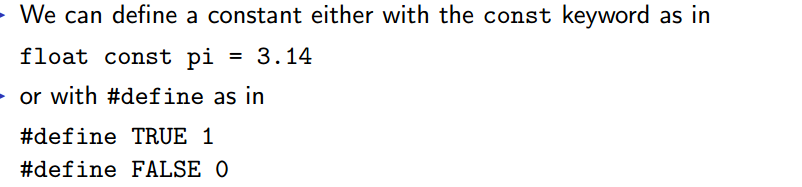 We can define a constant either with the const keyword as in
float const pi = 3.14
or with #define as in
#define TRUE 1
#define FALSE 0